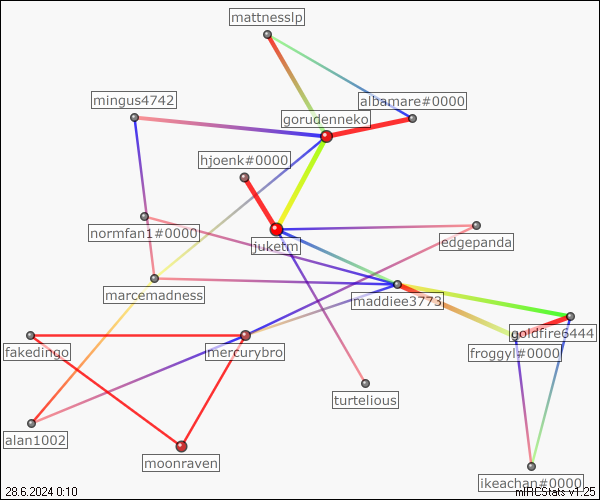 mattnesslp
mingus4742
albamare#0000
gorudenneko
hjoenk#0000
normfan1#0000
juketm
edgepanda
marcemadness
maddiee3773
goldfire6444
fakedingo
mercurybro
froggyl#0000
turtelious
alan1002
moonraven
ikeachan#0000
28.6.2024 0:10
mIRCStats v1.25